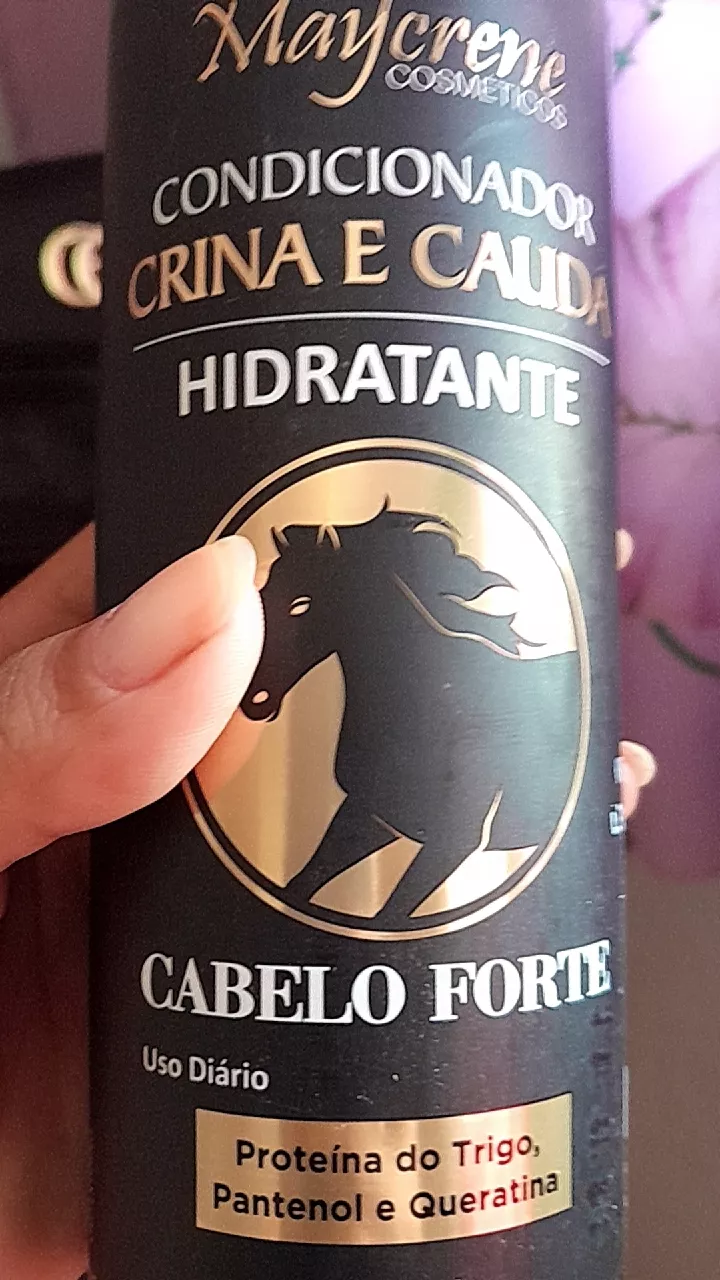 Maycrene
COSMÉTICOS
CONDICIONADOR
CRINA E CAUDA
HIDRATANTE
CABELO FORTE
Uso Diário
Proteína do Trigo,
Pantenol e Queratina